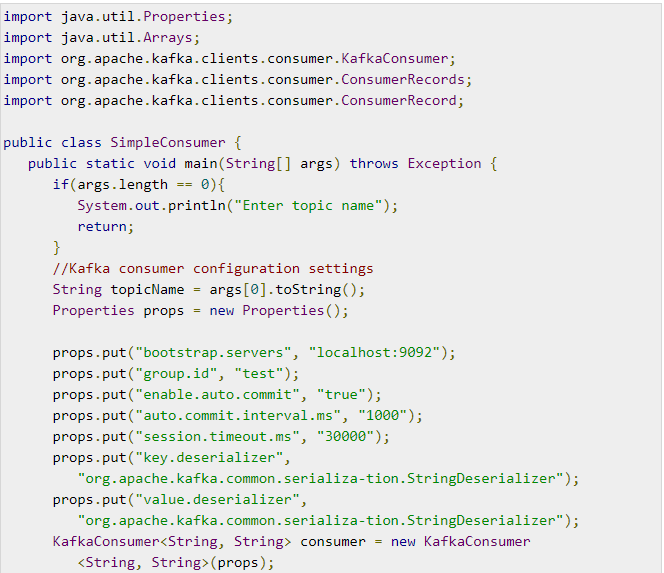 import java.util.Properties;
import java.util.Arrays;
import org.apache.kafka.clients.consumer.KafkaConsumer;
import org.apache.kafka.clients.consumer.ConsumerRecords;
import org.apache.kafka.clients.consumer.ConsumerRecord;

public class SimpleConsumer {
   public static void main(String[] args) throws Exception {
      if(args.length == 0){
         System.out.println("Enter topic name");
         return;
      }
      //Kafka consumer configuration settings
      String topicName = args[0].toString();
      Properties props = new Properties();

      props.put("bootstrap.servers", "localhost:9092");
      props.put("group.id", "test");
      props.put("enable.auto.commit", "true");
      props.put("auto.commit.interval.ms", "1000");
      props.put("session.timeout.ms", "30000");
      props.put("key.deserializer",
         "org.apache.kafka.common.serializa-tion.StringDeserializer");
      props.put("value.deserializer",
         "org.apache.kafka.common.serializa-tion.StringDeserializer");
      KafkaConsumer<String, String> consumer = new KafkaConsumer
         <String, String>(props);